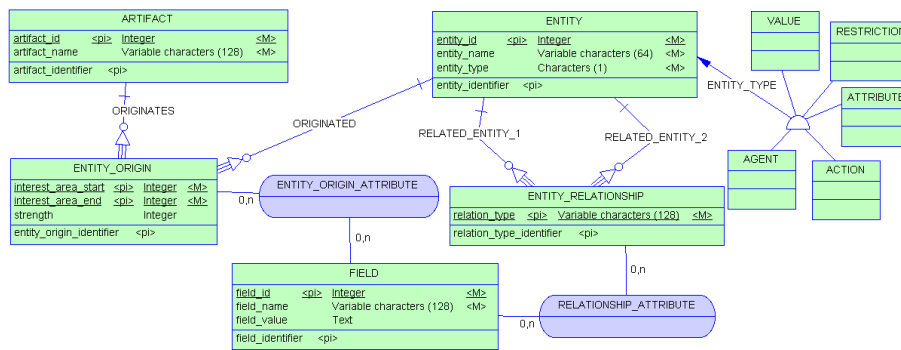 ARTIFACT
artifact_id <pi> Integer <M>
artifact_name Variable characters (128) <M>
artifact_identifier <pi>
ENTITY
entity_id <pi> Integer <M>
entity_name Variable characters (64) <M>
entity_type Characters (1) <M>
entity_identifier <pi>
VALUE
RESTRICTION
ENTITY_TYPE
ATTRIBUTE
AGENT
ACTION
ORIGINATES
ORIGINATED
RELATED_ENTITY_1
RELATED_ENTITY_2
ENTITY_ORIGIN
interest_area_start <pi> Integer <M>
interest_area_end <pi> Integer <M>
strength Integer
entity_origin_identifier <pi>
0,n
ENTITY_ORIGIN_ATTRIBUTE
0,n
ENTITY_RELATIONSHIP
relation_type <pi> Variable characters (128) <M>
relation_type_identifier <pi>
0,n
FIELD
field_id <pi> Integer <M>
field_name Variable characters (128) <M>
field_value Text
field_identifier <pi>
0,n
RELATIONSHIP_ATTRIBUTE